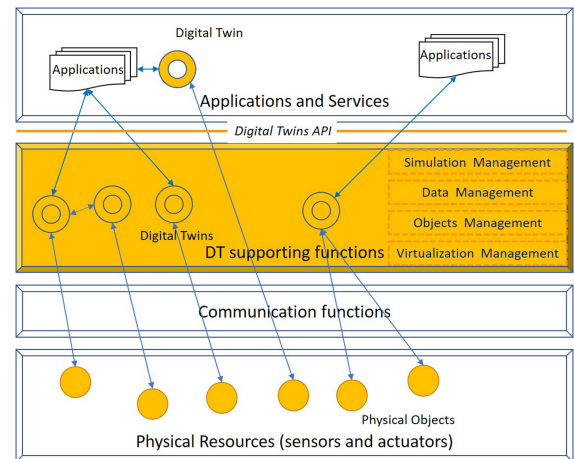 Digital Twin
Applications
Applications
Applications and Services
Digital Twins API
Simulation Management
Data Management
Objects Management
Virtualization Management
Digital Twins
DT supporting functions
Communication functions
Physical Objects
Physical Resources (sensors and actuators)